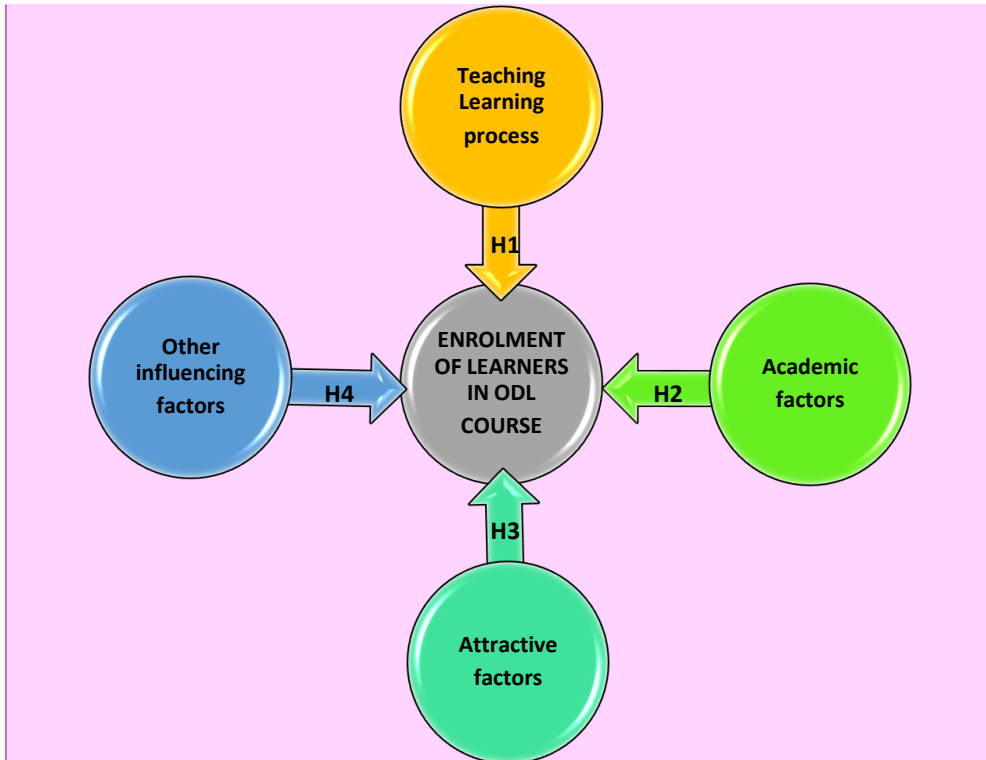 Teaching
Learning
process
H1
Other
influencing
factors
H4
ENROLMENT
OF LEARNERS
IN ODL
COURSE
H2
Academic
factors
H3
Attractive
factors